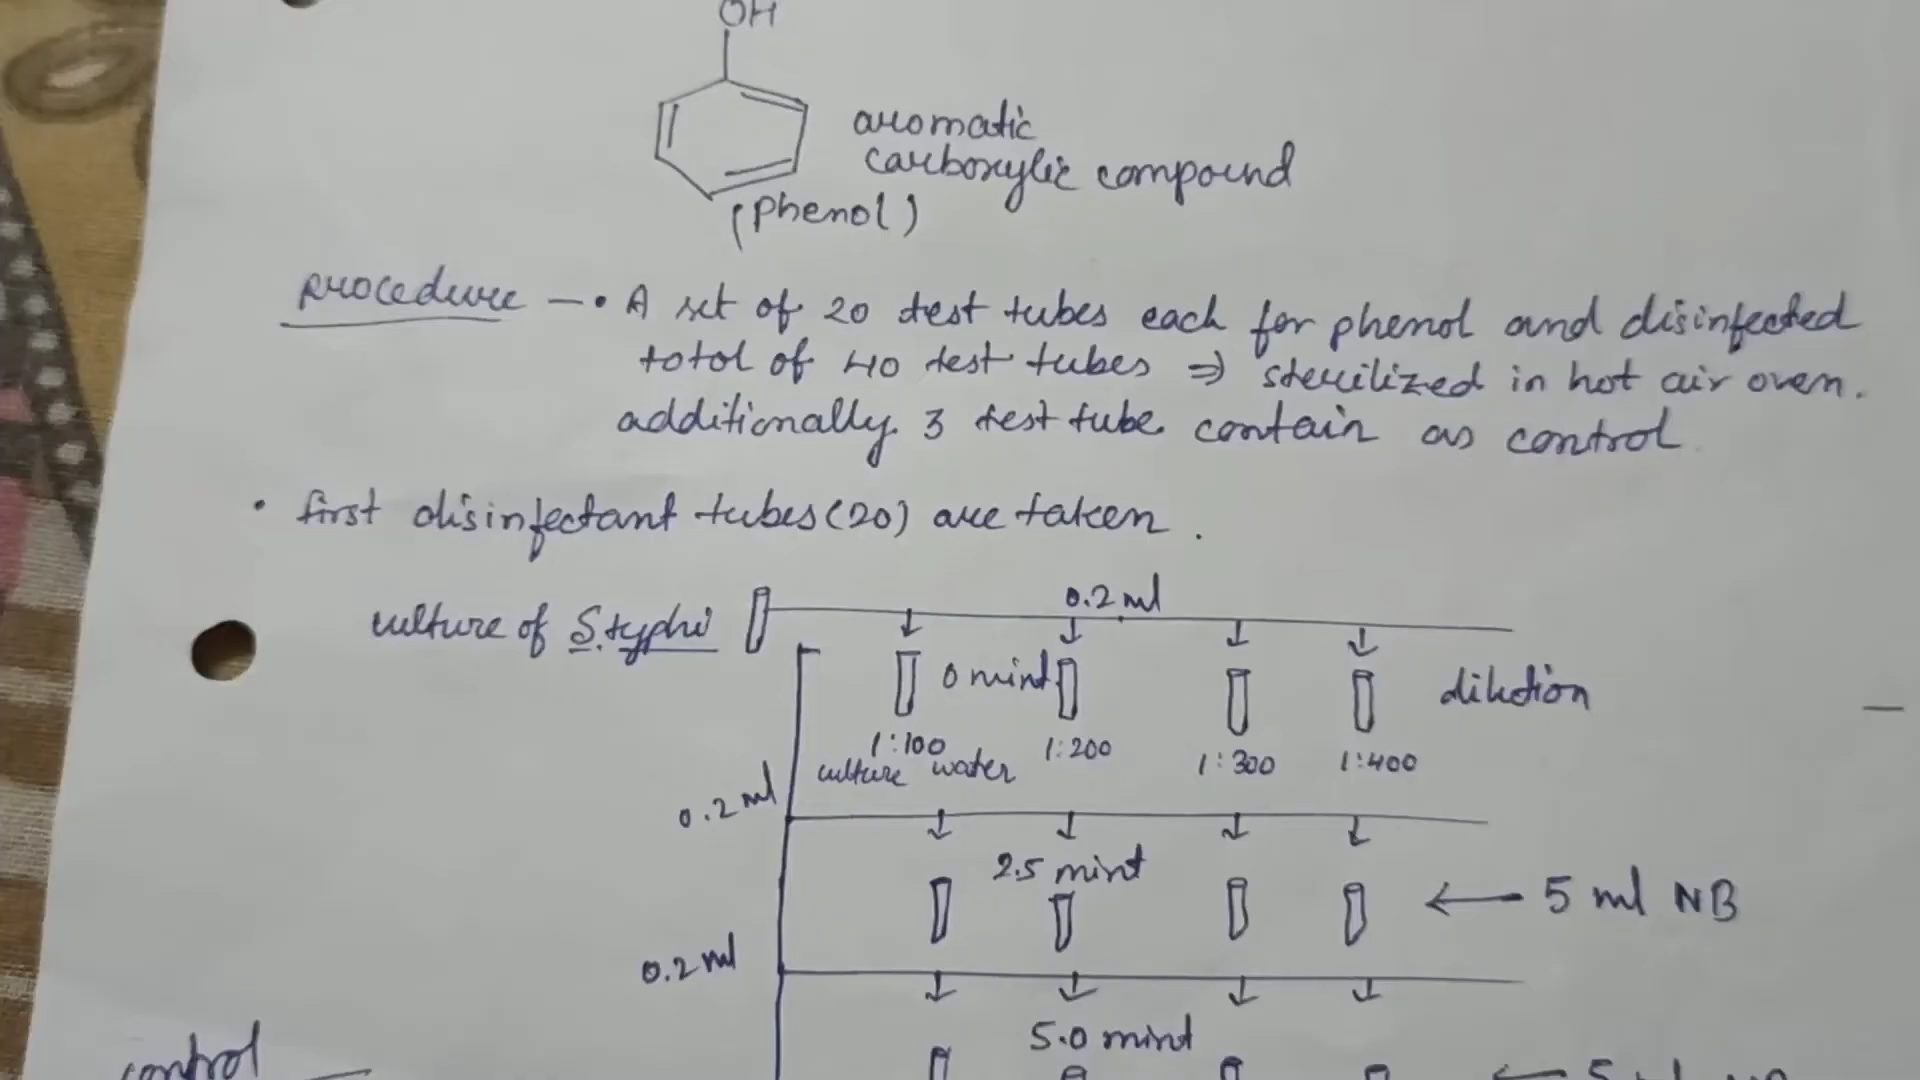 OH
aromatic
carboxylic compound
(Phenol)
procedure — • A set of 20 test tubes each for phenol and disinfected
totol of 40 test tubes ⇒ sterilized in hot air oven.
additionally 3 test tube contain as control
• first disinfectant tubes (20) are taken.
culture of S. typhi
0.2 ml
0 mint
dilution
1:100 1:200 1:300 1:400
culture water
0.2 ml
2.5 mint
← 5 ml NB
0.2 ml
5.0 mint
control